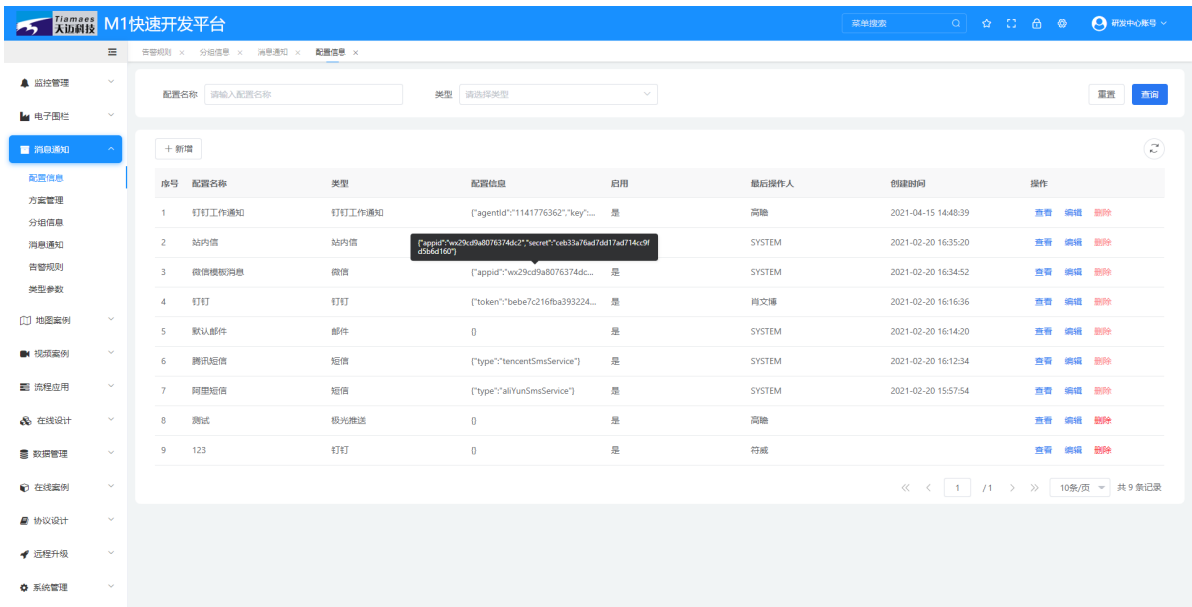 Tiamaes
天迈科技
M1快速开发平台
菜单搜索
研发中心账号
告警规则 × 分组信息 × 消息通知 × 配置信息 ×
监控管理
电子围栏
消息通知
配置信息
方案管理
分组信息
消息通知
告警规则
类型参数
地图案例
视频案例
流程应用
在线设计
数据管理
在线案例
协议设计
远程升级
系统管理
配置名称 请输入配置名称 类型 请选择类型 重置 查询
+ 新增
序号 配置名称 类型 配置信息 启用 最后操作人 创建时间 操作
1 钉钉工作通知 钉钉工作通知 {"agentId":"1141776362","key":... 是 高瞻 2021-04-15 14:48:39 查看 编辑 删除
{"appid":"wx29cd9a8076374dc2","secret":"ceb33a76ad7dd17ad714cc9f
d5b6d160"}
2 站内信 站内信 SYSTEM 2021-02-20 16:35:20 查看 编辑 删除
3 微信模板消息 微信 {"appid":"wx29cd9a8076374dc... 是 SYSTEM 2021-02-20 16:34:52 查看 编辑 删除
4 钉钉 钉钉 {"token":"bebe7c216fba393224... 是 肖文博 2021-02-20 16:16:36 查看 编辑 删除
5 默认邮件 邮件 {} 是 SYSTEM 2021-02-20 16:14:20 查看 编辑 删除
6 腾讯短信 短信 {"type":"tencentSmsService"} 是 SYSTEM 2021-02-20 16:12:34 查看 编辑 删除
7 阿里短信 短信 {"type":"aliYunSmsService"} 是 SYSTEM 2021-02-20 15:57:54 查看 编辑 删除
8 测试 极光推送 {} 是 高瞻 查看 编辑 删除
9 123 钉钉 {} 是 符威 查看 编辑 删除
1 / 1 10条/页 共 9 条记录